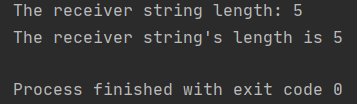 The receiver string length: 5
The receiver string's length is 5
Process finished with exit code 0